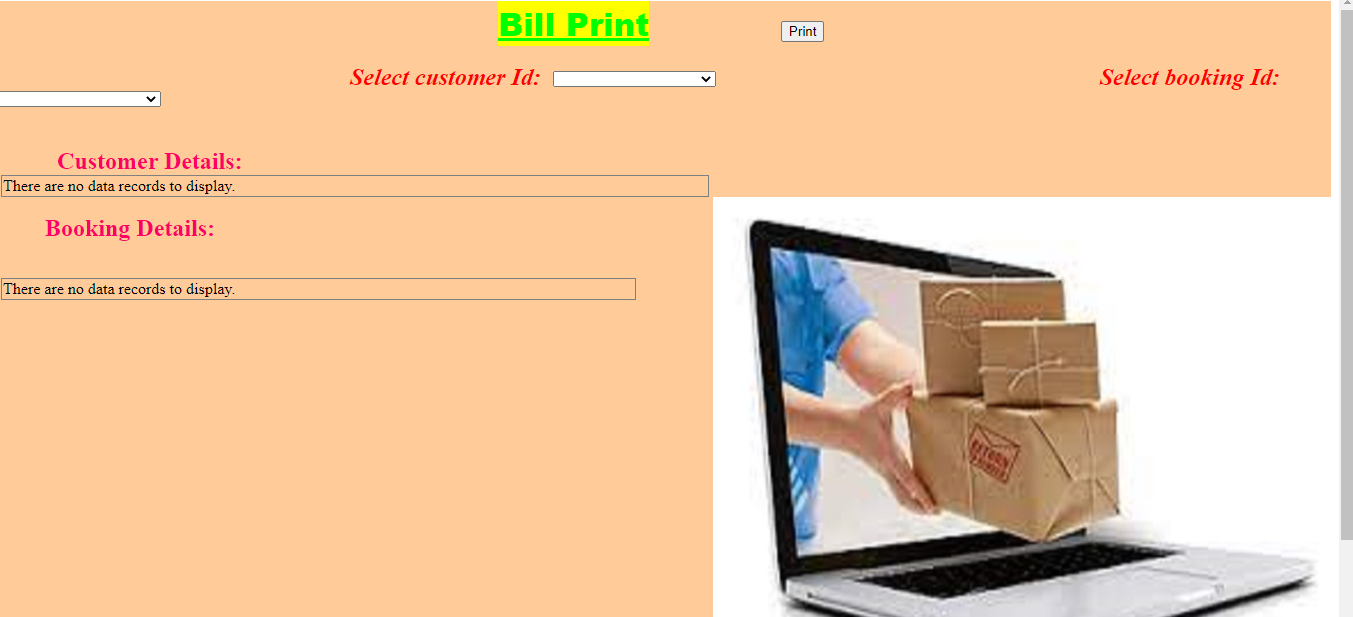 Bill Print
Print
Select customer Id:
Select booking Id:
Customer Details:
There are no data records to display.
Booking Details:
There are no data records to display.
RETURN